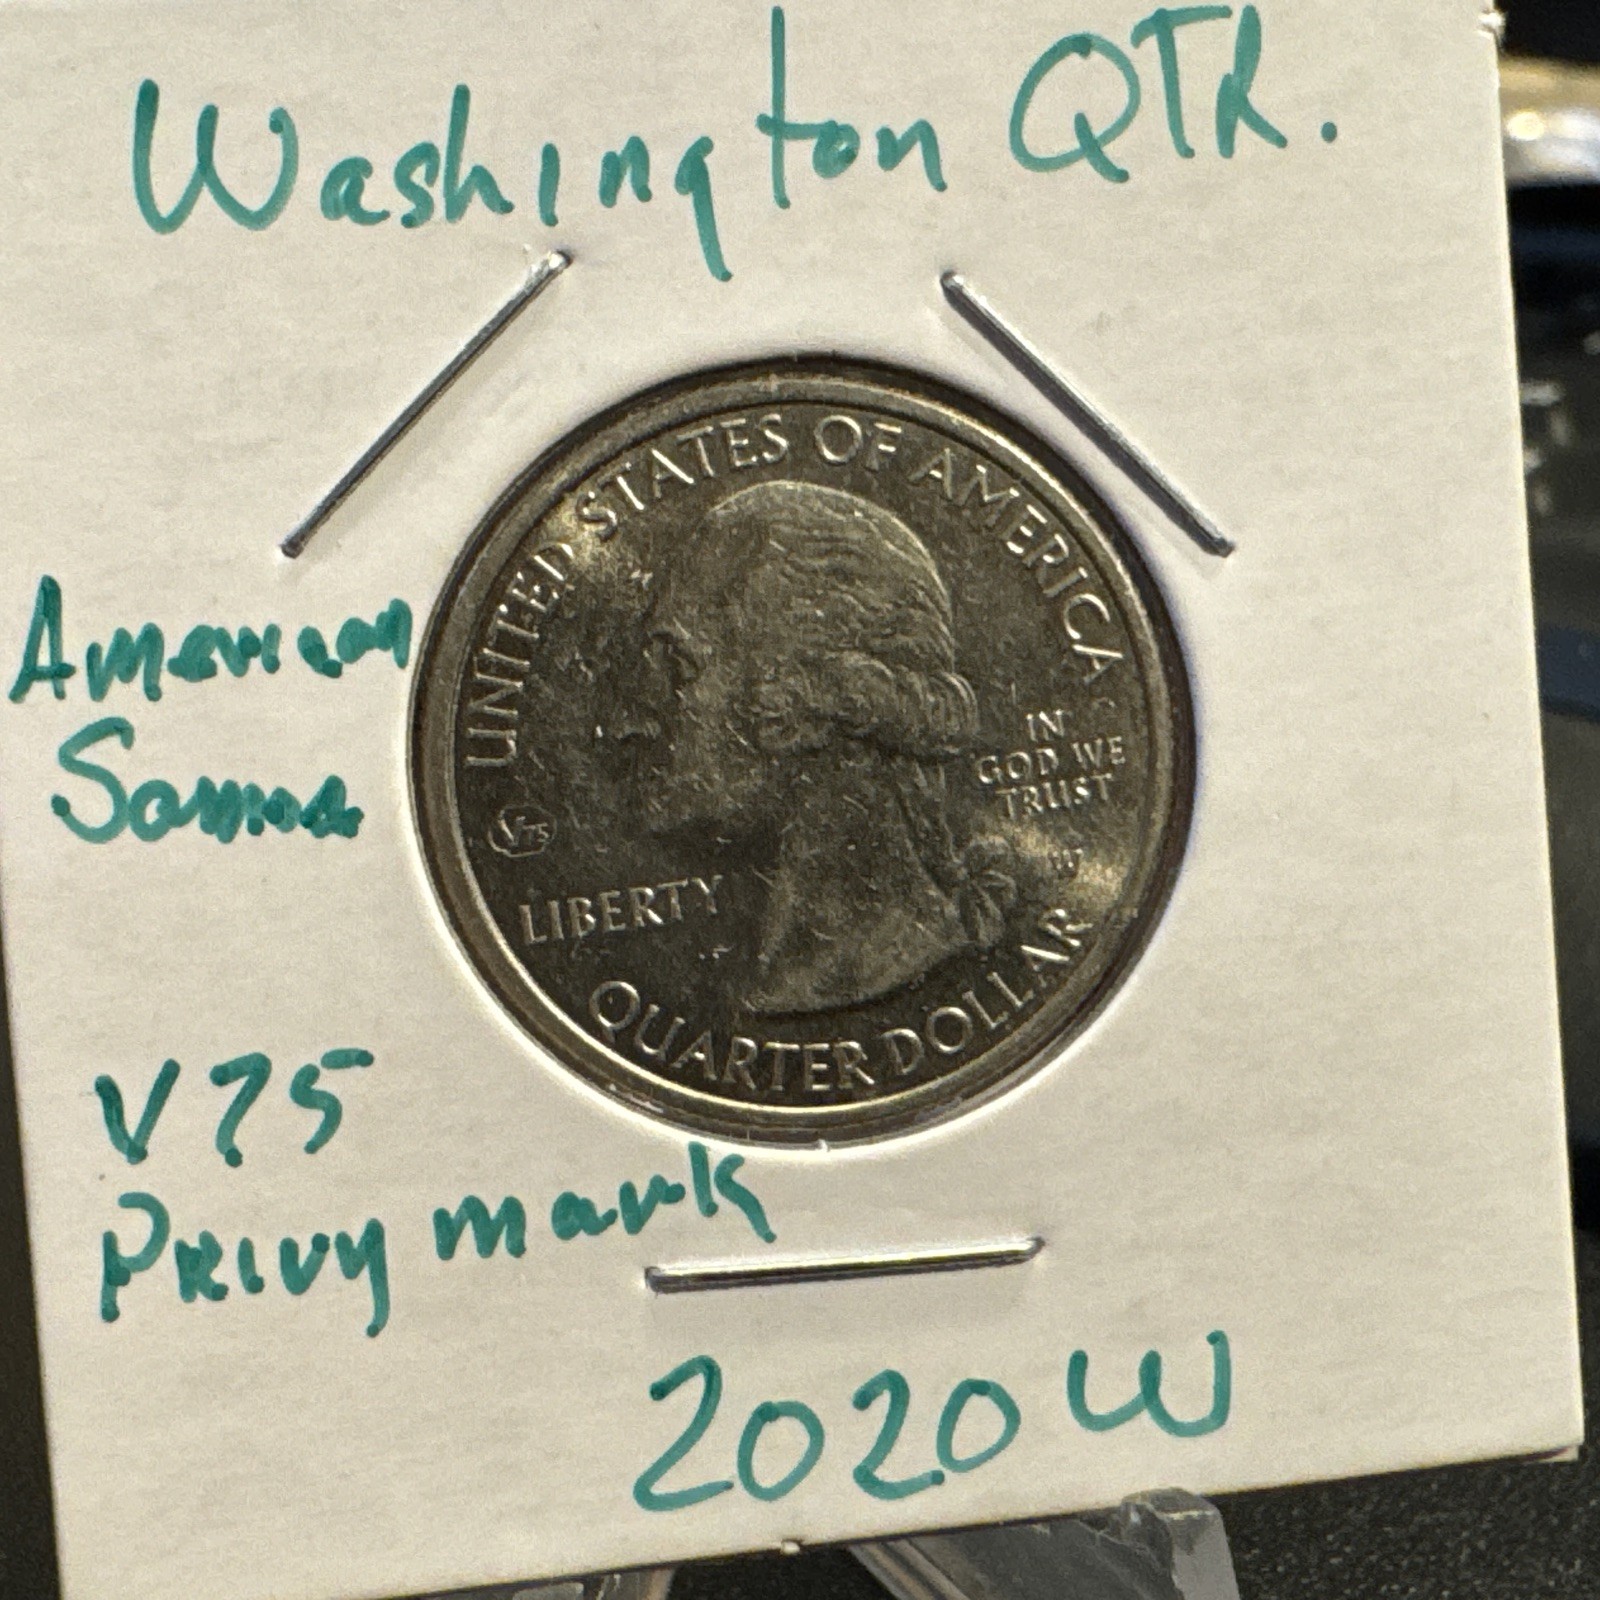 Washington QTR.
UNITED STATES OF AMERICA
American
Samoa
IN
GOD WE
TRUST
V75
W
LIBERTY
QUARTER DOLLAR
V75
Privy mark
2020 W